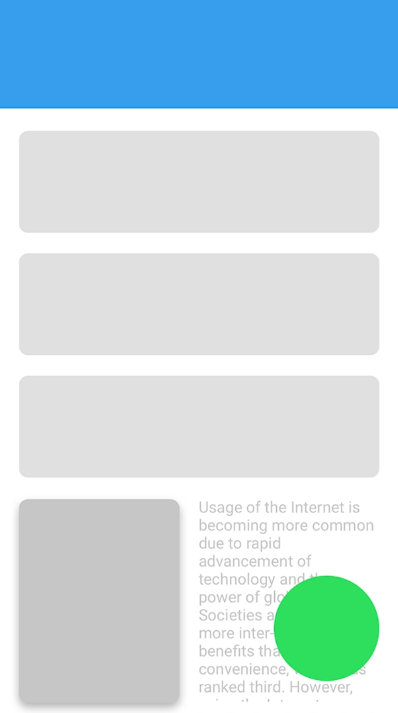 Usage of the Internet is
becoming more common
due to rapid
advancement of
technology and
power of
Societies
more inter-
benefits
convenience,
ranked third. However,